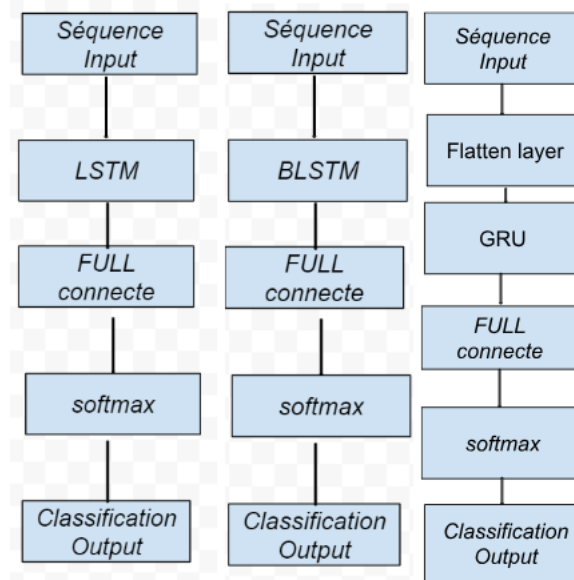 Séquence
Input
LSTM
FULL
connecte
softmax
Classification
Output
Séquence
Input
BLSTM
FULL
connecte
softmax
Classification
Output
Séquence
Input
Flatten layer
GRU
FULL
connecte
softmax
Classification
Output